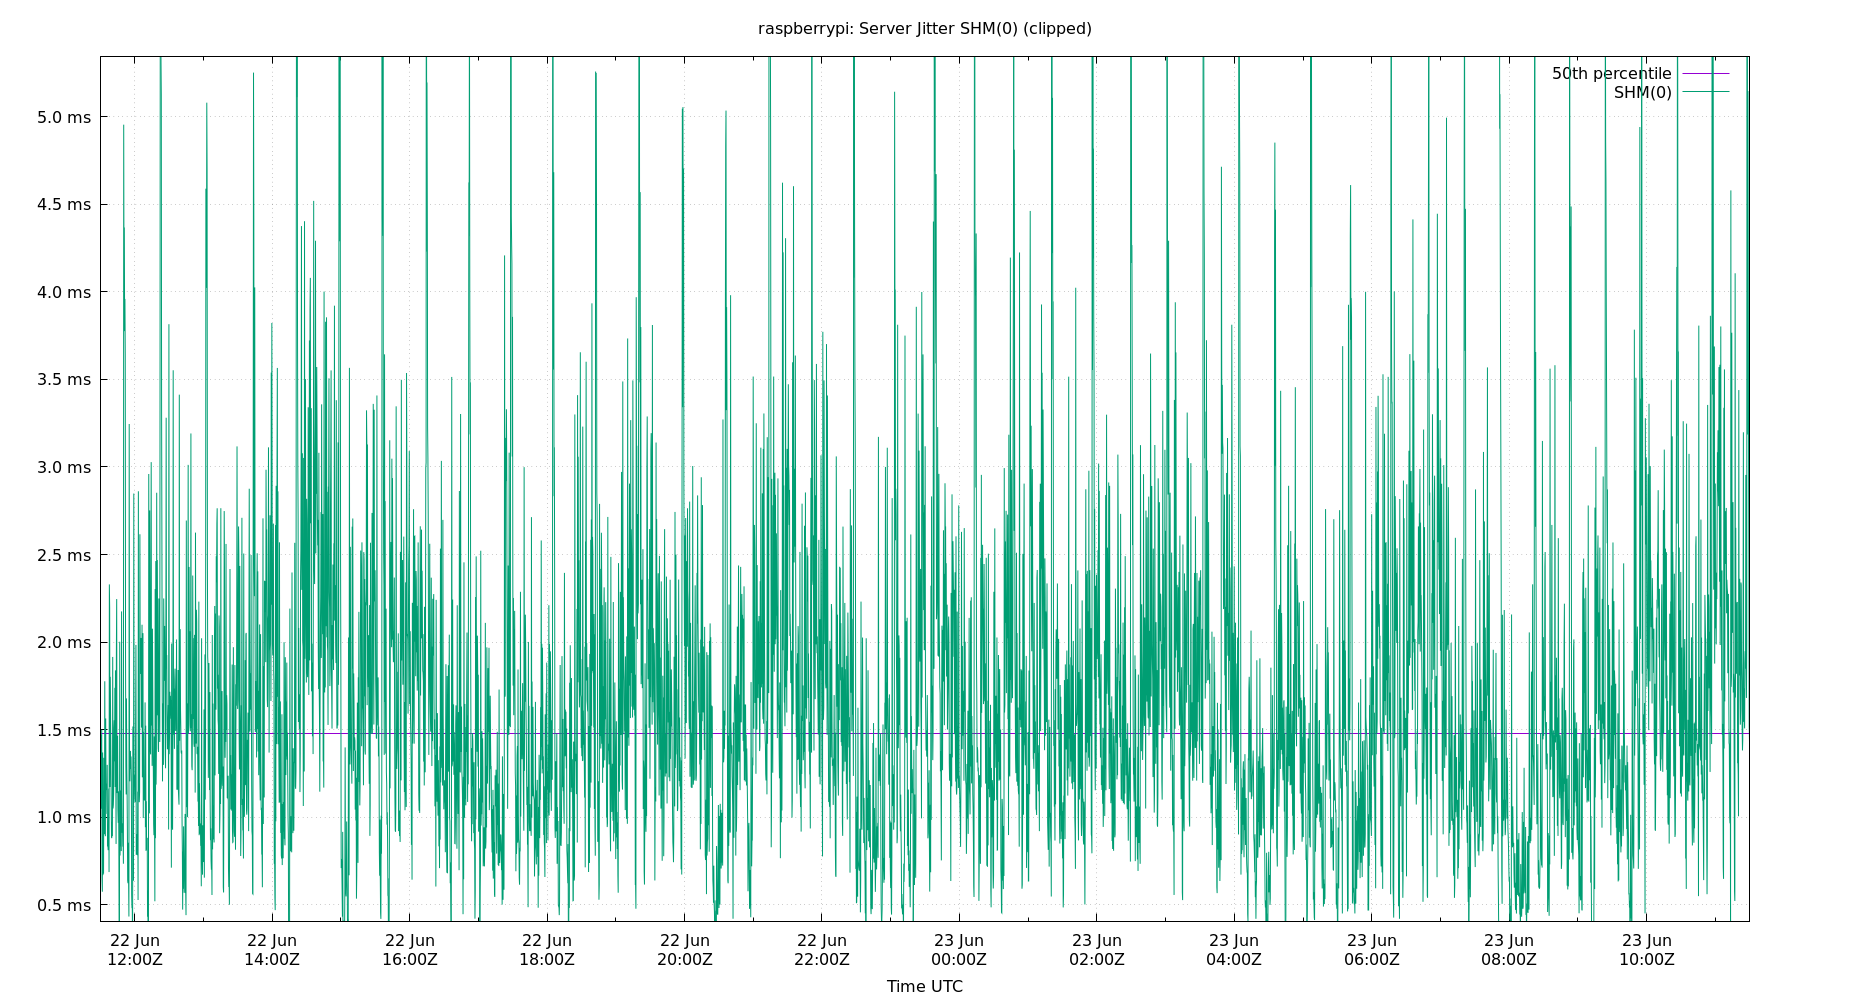 raspberrypi: Server Jitter SHM(0) (clipped)
50th percentile
SHM(0)
5.0 ms
4.5 ms
4.0 ms
3.5 ms
3.0 ms
2.5 ms
2.0 ms
1.5 ms
1.0 ms
0.5 ms
22 Jun 22 Jun 22 Jun 22 Jun 22 Jun 22 Jun 23 Jun 23 Jun 23 Jun 23 Jun 23 Jun 23 Jun
12:00Z 14:00Z 16:00Z 18:00Z 20:00Z 22:00Z 00:00Z 02:00Z 04:00Z 06:00Z 08:00Z 10:00Z
Time UTC